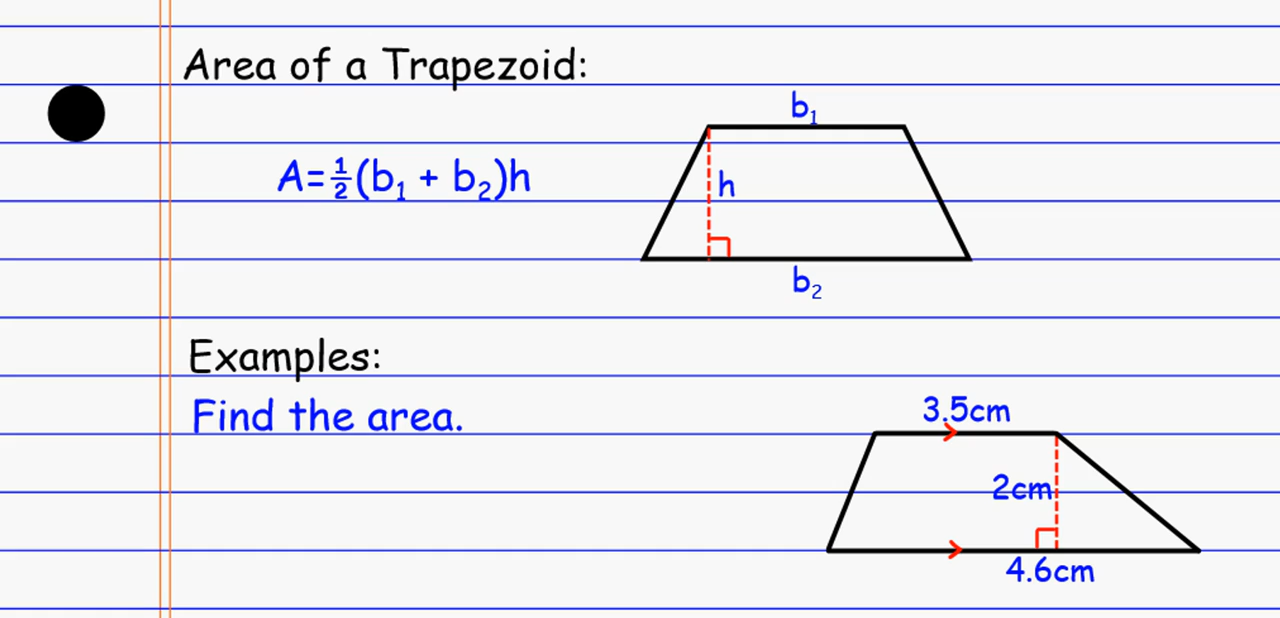 Area of a Trapezoid:
A=½(b₁ + b₂)h
b₁
h
b₂
Examples:
Find the area.
3.5cm
2cm
4.6cm